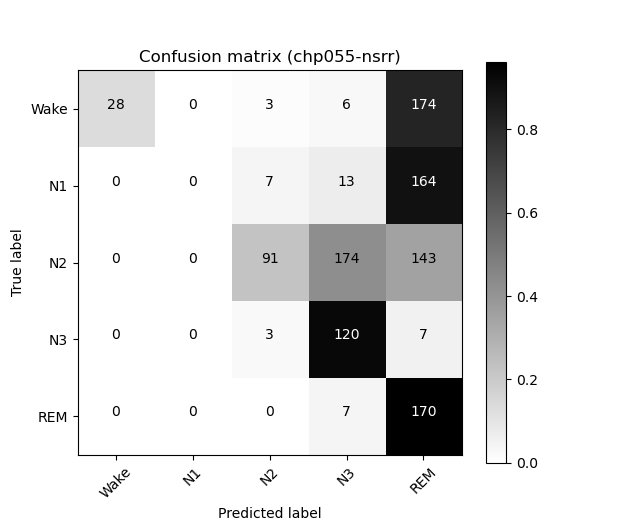 Confusion matrix (chp055-nsrr)
Wake 28 0 3 6 174
N1 0 0 7 13 164
N2 0 0 91 174 143
N3 0 0 3 120 7
REM 0 0 0 7 170
Wake N1 N2 N3 REM
True label
Predicted label
0.8
0.6
0.4
0.2
0.0